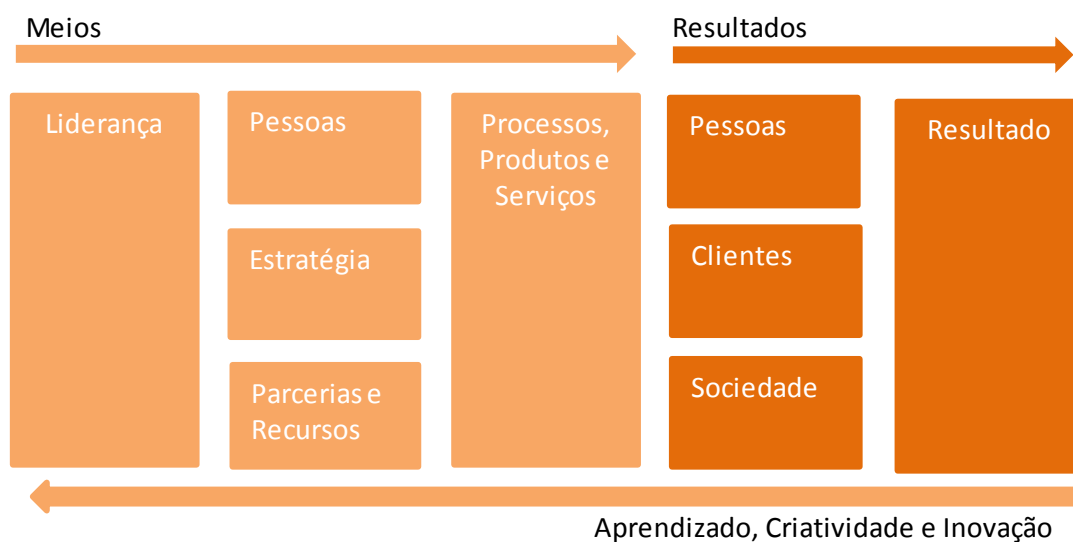 Meios
Resultados
Liderança
Pessoas
Estratégia
Parcerias e
Recursos
Processos,
Produtos e
Serviços
Pessoas
Clientes
Sociedade
Resultado
Aprendizado, Criatividade e Inovação